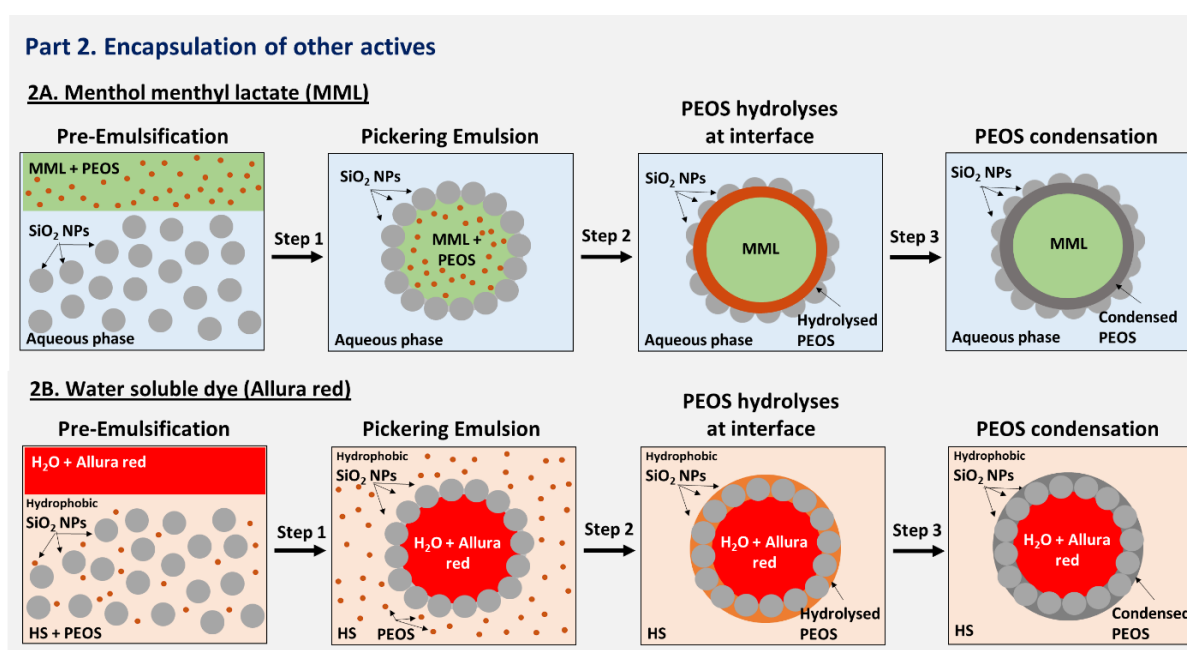 Part 2. Encapsulation of other actives
2A. Menthol menthyl lactate (MML)
Pre-Emulsification
Pickering Emulsion
PEOS hydrolyses
at interface
PEOS condensation
MML + PEOS
SiO₂ NPs
Aqueous phase
Step 1
SiO₂ NPs
MML +
PEOS
Aqueous phase
Step 2
SiO₂ NPs
MML
Hydrolysed
PEOS
Aqueous phase
Step 3
SiO₂ NPs
MML
Condensed
PEOS
Aqueous phase
2B. Water soluble dye (Allura red)
Pre-Emulsification
Pickering Emulsion
PEOS hydrolyses
at interface
PEOS condensation
H₂O + Allura red
Hydrophobic
SiO₂ NPs
HS + PEOS
Step 1
Hydrophobic
SiO₂ NPs
H₂O + Allura
red
PEOS
HS
Step 2
Hydrophobic
SiO₂ NPs
H₂O + Allura
red
Hydrolysed
PEOS
HS
Step 3
Hydrophobic
SiO₂ NPs
H₂O + Allura
red
Condensed
PEOS
HS